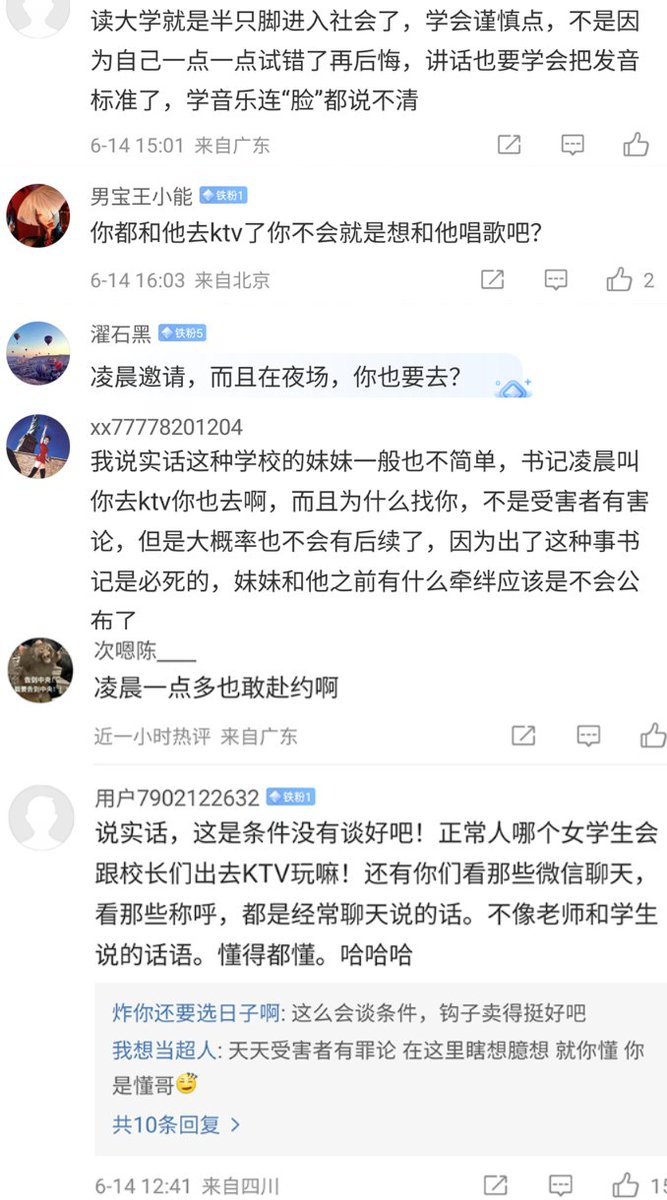 读大学就是半只脚进入社会了，学会谨慎点，不是因
为自己一点一点试错了再后悔，讲话也要学会把发音
标准了，学音乐连“脸”都说不清
6-14 15:01 来自广东
男宝王小能 铁粉1
你都和他去ktv了你不会就是想和他唱歌吧？
6-14 16:03 来自北京 2
濯石黑 铁粉5
凌晨邀请，而且在夜场，你也要去？
xx77778201204
我说实话这种学校的妹妹一般也不简单，书记凌晨叫
你去ktv你也去啊，而且为什么找你，不是受害者有害
论，但是大概率也不会有后续了，因为出了这种事书
记是必死的，妹妹和他之前有什么牵绊应该是不会公
布了
次嗯陈____
告到中央！
我要告到中央！
凌晨一点多也敢赴约啊
近一小时热评 来自广东
用户7902122632 铁粉1
说实话，这是条件没有谈好吧！正常人哪个女学生会
跟校长们出去KTV玩嘛！还有你们看那些微信聊天，
看那些称呼，都是经常聊天说的话。不像老师和学生
说的话语。懂得都懂。哈哈哈
炸你还要选日子啊: 这么会谈条件，钩子卖得挺好吧
我想当超人: 天天受害者有罪论 在这里瞎想臆想 就你懂 你
是懂哥😴
共10条回复 >
6-14 12:41 来自四川